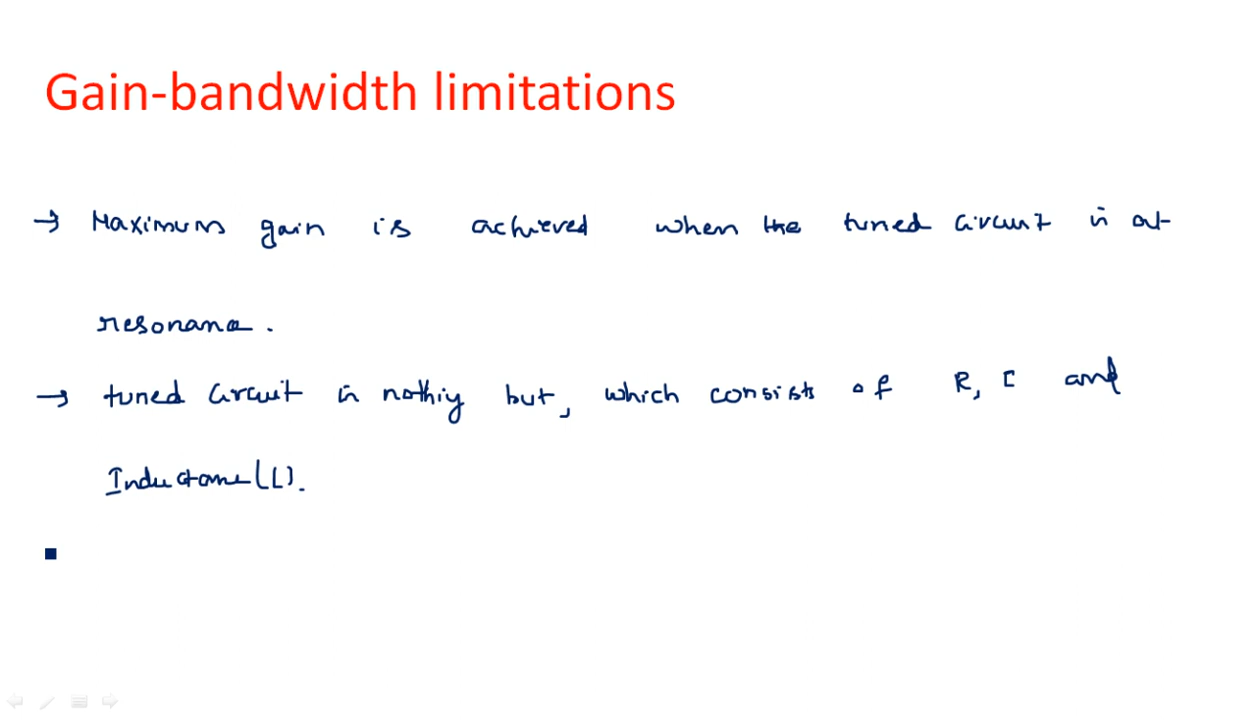 Gain-bandwidth limitations
→ Maximum gain is achieved when the tuned circuit is at
resonance.
→ tuned circuit is nothing but, which consists of R, C and
Inductance (L).